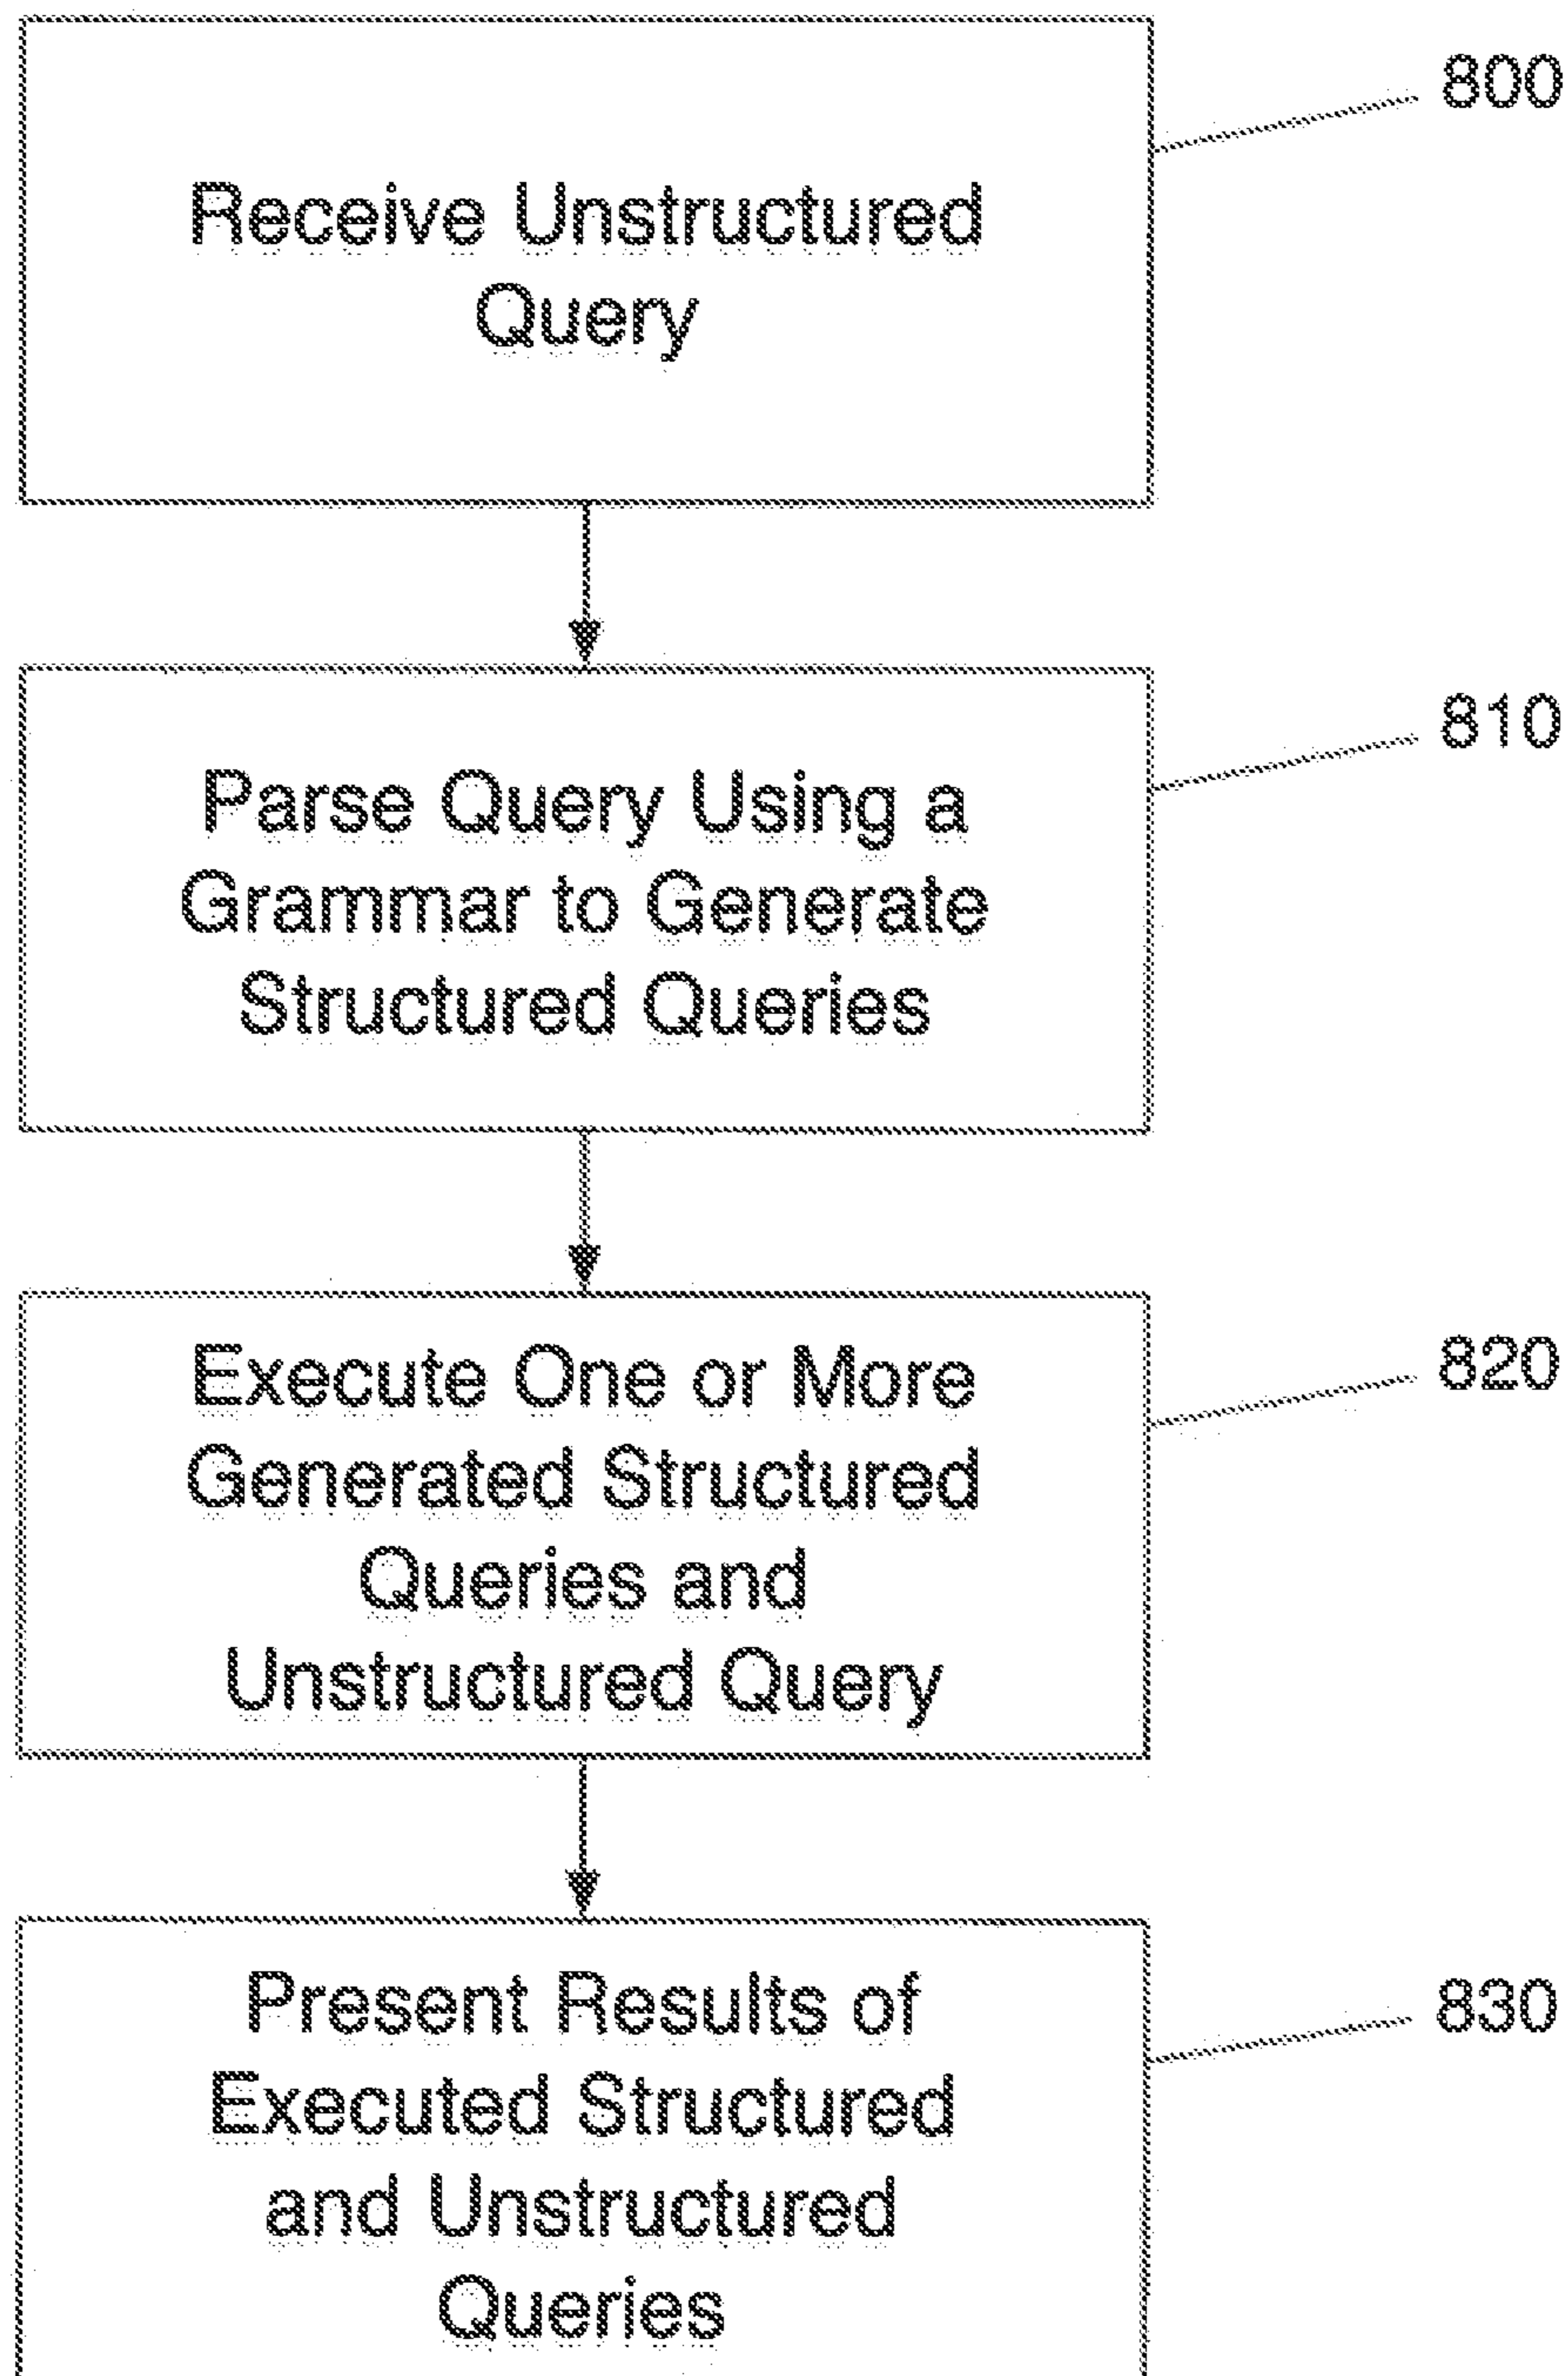 800
Receive Unstructured
Query
810
Parse Query Using a
Grammar to Generate
Structured Queries
820
Execute One or More
Generated Structured
Queries and
Unstructured Query
830
Present Results of
Executed Structured
and Unstructured
Queries